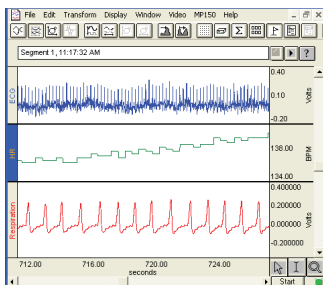 File Edit Transform Display Window Video MP150 Help
Segment 1, 11:17:32 AM
ECG
0.40
0.10
-0.20
Volts
HR
138.00
134.00
BPM
Respiration
0.400000
0.200000
0.000000
-0.200000
Volts
712.00 716.00 720.00 724.00
seconds
Start